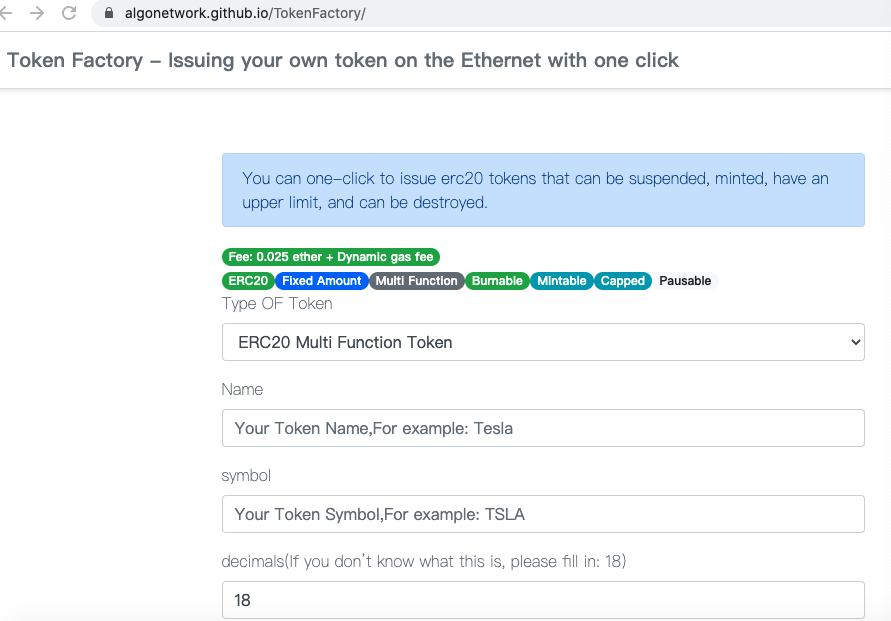 algonetwork.github.io/TokenFactory/
Token Factory - Issuing your own token on the Ethernet with one click
You can one-click to issue erc20 tokens that can be suspended, minted, have an
upper limit, and can be destroyed.
Fee: 0.025 ether + Dynamic gas fee
ERC20 Fixed Amount Multi Function Burnable Mintable Capped Pausable
Type OF Token
ERC20 Multi Function Token
Name
Your Token Name,For example: Tesla
symbol
Your Token Symbol,For example: TSLA
decimals(If you don't know what this is, please fill in: 18)
18